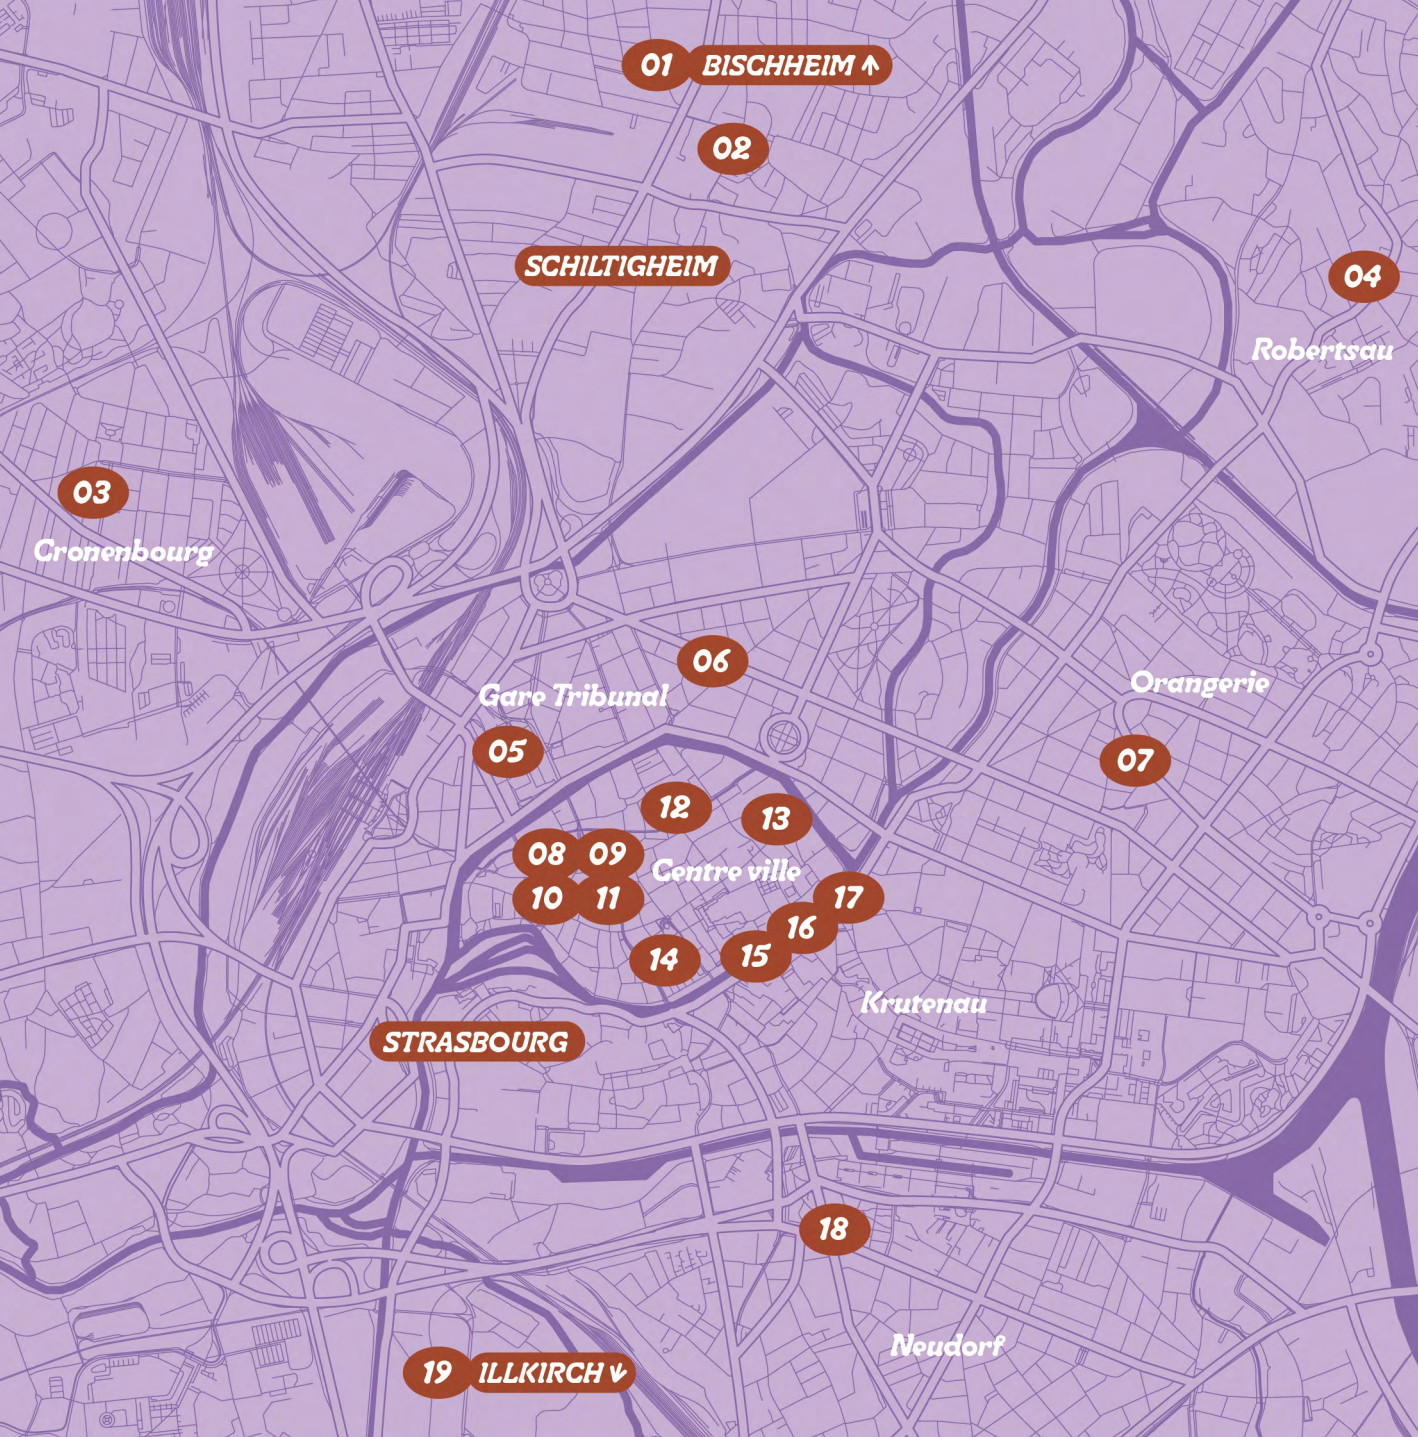 01 BISCHHEIM ↑
02
SCHILTIGHEIM
04
Robertsau
03
Cronenbourg
06
Orangerie
Gare Tribunal
05
07
12
13
08 09
Centre ville
10 11
17
16
15
14
Krutenau
STRASBOURG
18
Neudorf
19 ILLKIRCH ↓